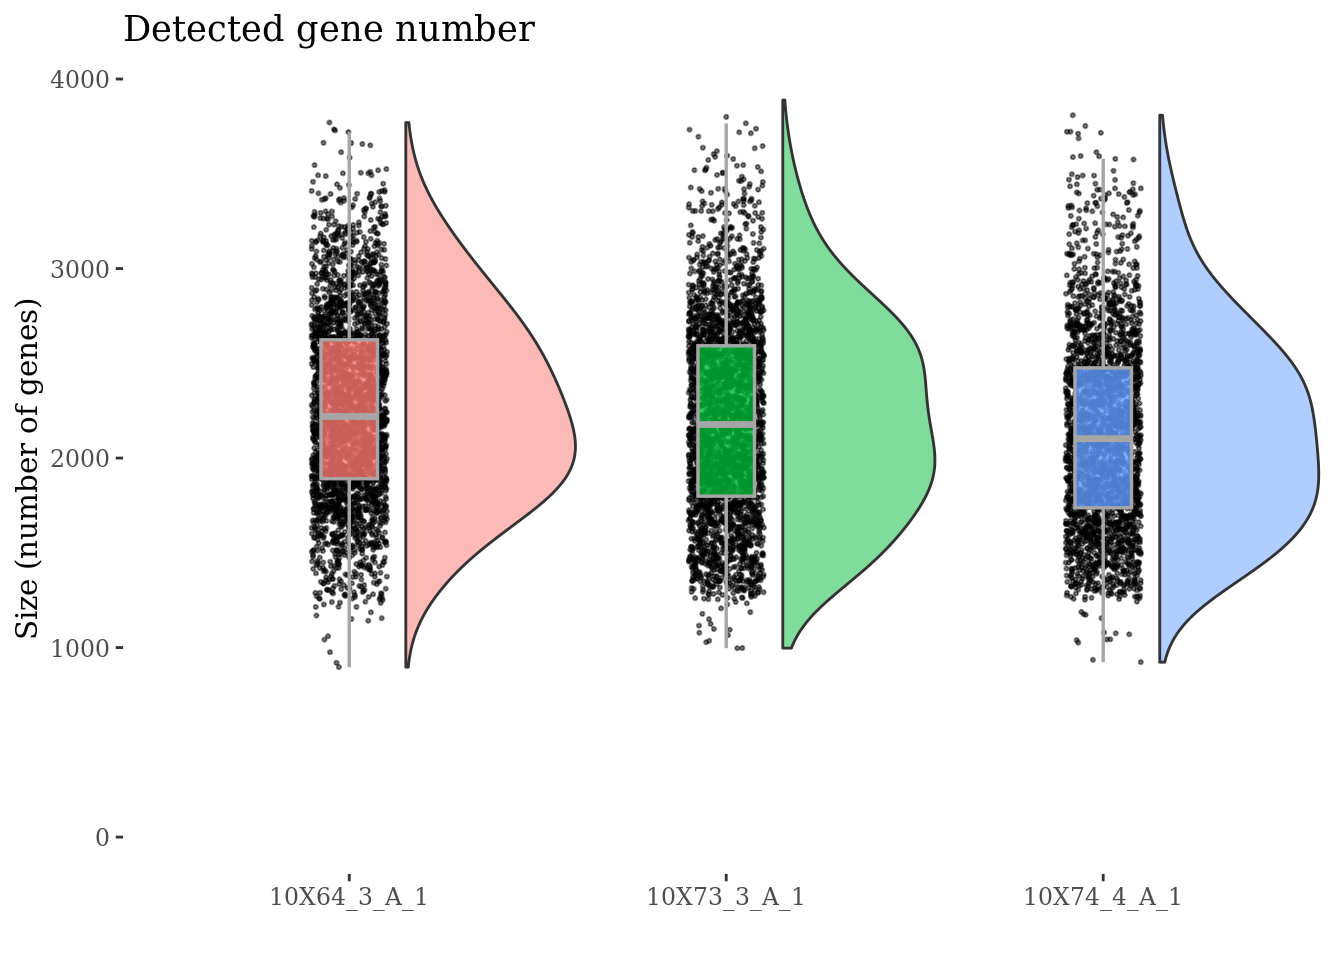 Detected gene number
Size (number of genes)
4000
3000
2000
1000
0
10X64_3_A_1
10X73_3_A_1
10X74_4_A_1